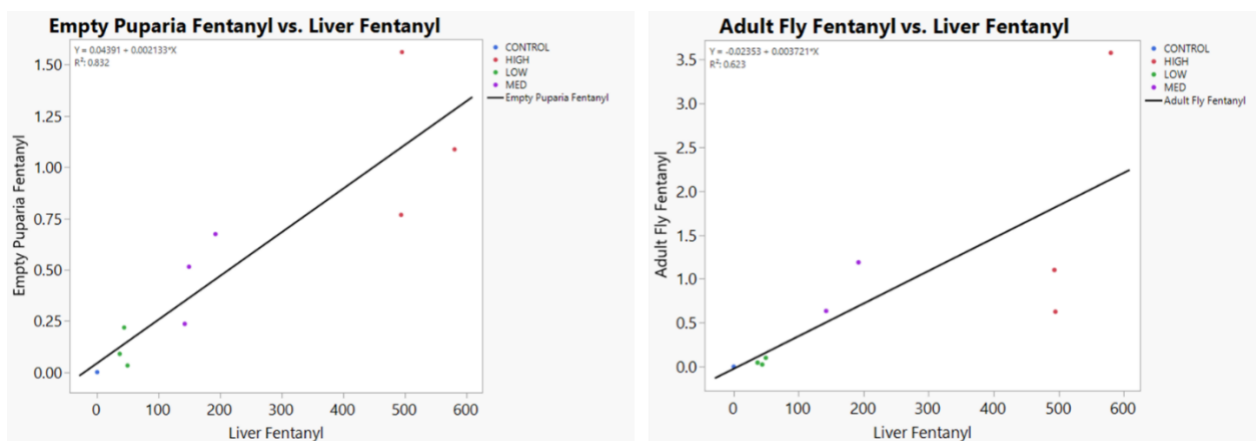 Empty Puparia Fentanyl vs. Liver Fentanyl
Y = 0.04391 + 0.002133*X
R²: 0.832
CONTROL
HIGH
LOW
MED
Empty Puparia Fentanyl
Empty Puparia Fentanyl
1.50
1.25
1.00
0.75
0.50
0.25
0.00
0 100 200 300 400 500 600
Liver Fentanyl
Adult Fly Fentanyl vs. Liver Fentanyl
Y = -0.02353 + 0.003721*X
R²: 0.623
CONTROL
HIGH
LOW
MED
Adult Fly Fentanyl
Adult Fly Fentanyl
3.5
3.0
2.5
2.0
1.5
1.0
0.5
0.0
0 100 200 300 400 500 600
Liver Fentanyl